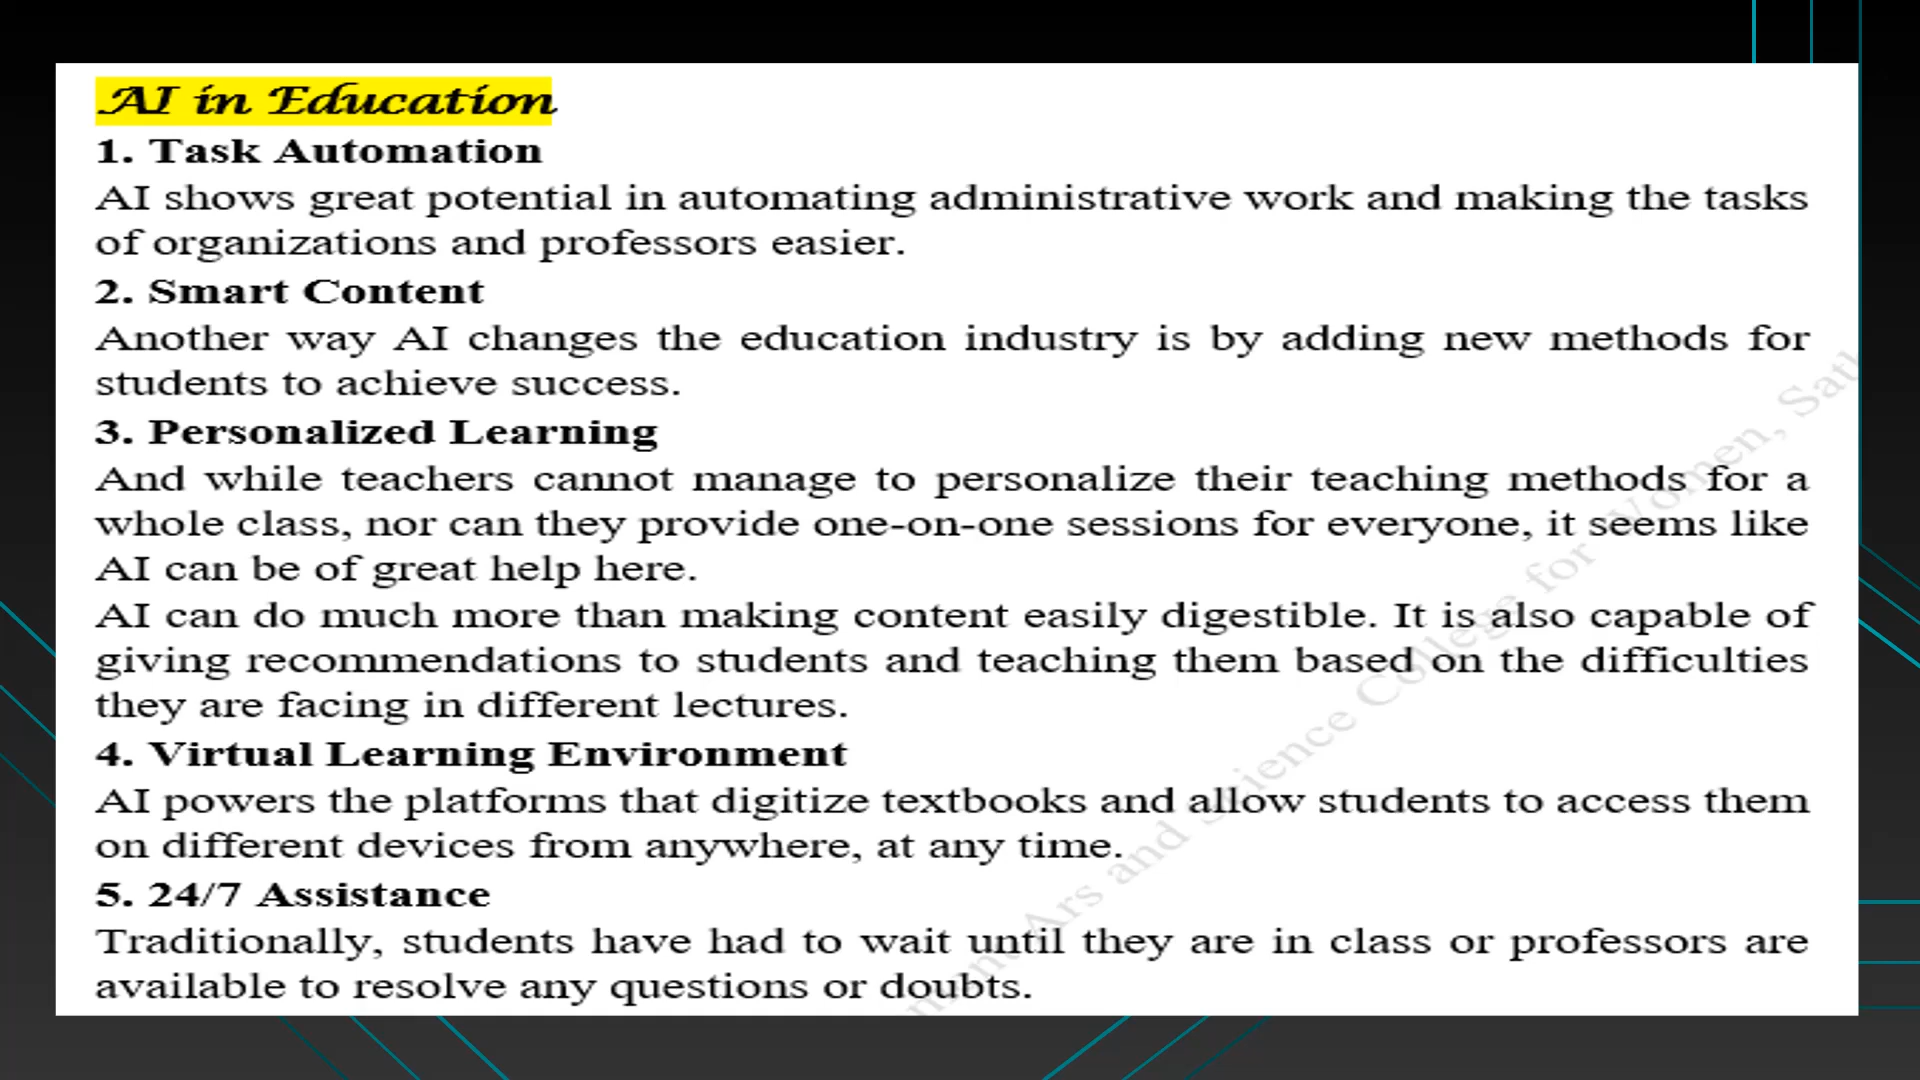 AI in Education
1. Task Automation
AI shows great potential in automating administrative work and making the tasks
of organizations and professors easier.
2. Smart Content
Another way AI changes the education industry is by adding new methods for
students to achieve success.
3. Personalized Learning
And while teachers cannot manage to personalize their teaching methods for a
whole class, nor can they provide one-on-one sessions for everyone, it seems like
AI can be of great help here.
AI can do much more than making content easily digestible. It is also capable of
giving recommendations to students and teaching them based on the difficulties
they are facing in different lectures.
4. Virtual Learning Environment
AI powers the platforms that digitize textbooks and allow students to access them
on different devices from anywhere, at any time.
5. 24/7 Assistance
Traditionally, students have had to wait until they are in class or professors are
available to resolve any questions or doubts.
Ars and Science College for Women,